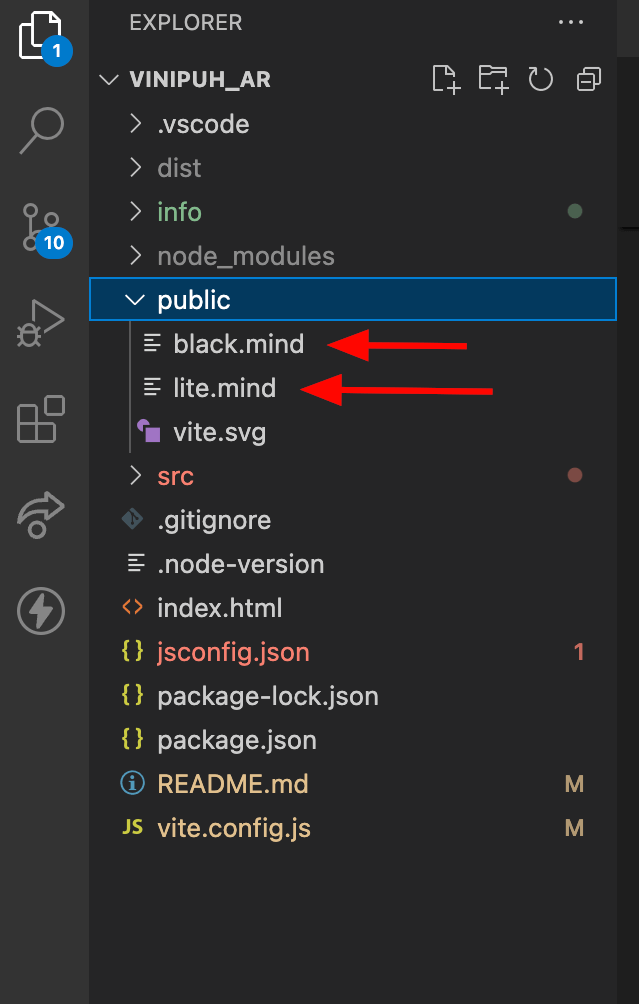 EXPLORER
1
VINIPUH_AR
.vscode
dist
info
10
node_modules
public
black.mind
lite.mind
vite.svg
src
.gitignore
.node-version
<> index.html
{} jsconfig.json 1
{} package-lock.json
{} package.json
README.md M
JS vite.config.js M